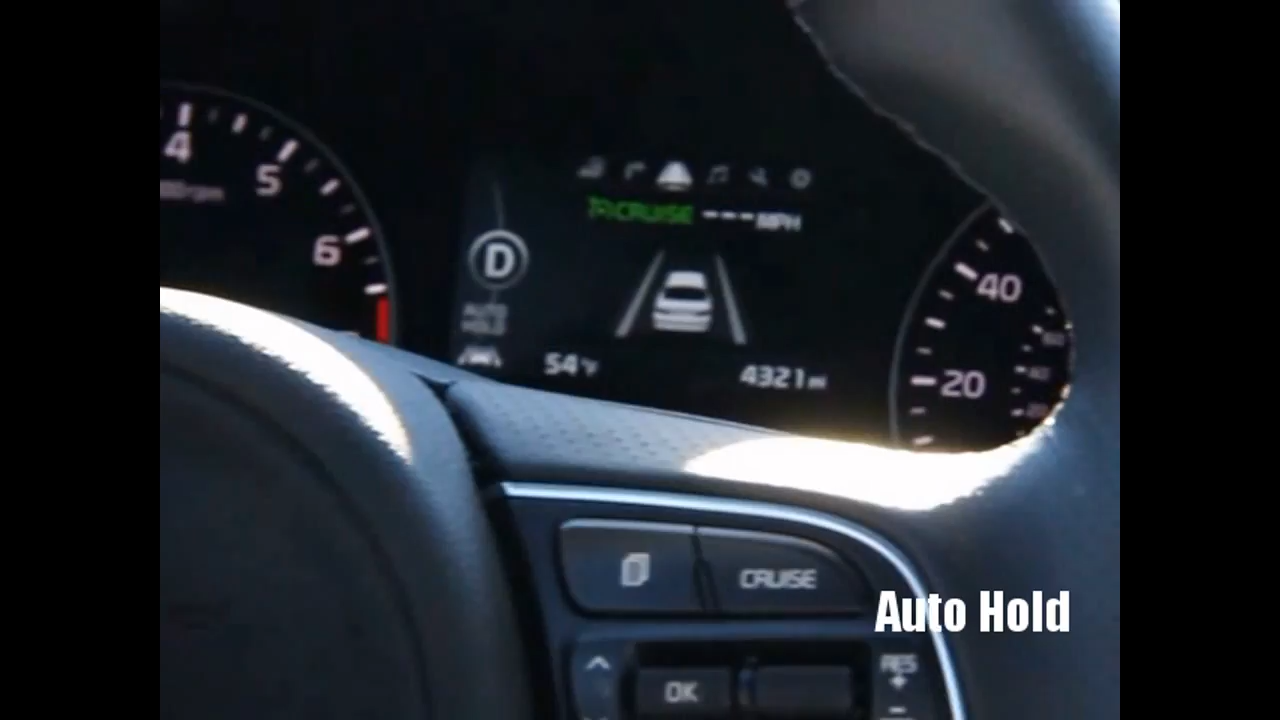 4
5
6
CRUISE --- MPH
D
AUTO
HOLD
54°F
4321 mi
40
20
CRUISE
Auto Hold
OK
RES
+
−